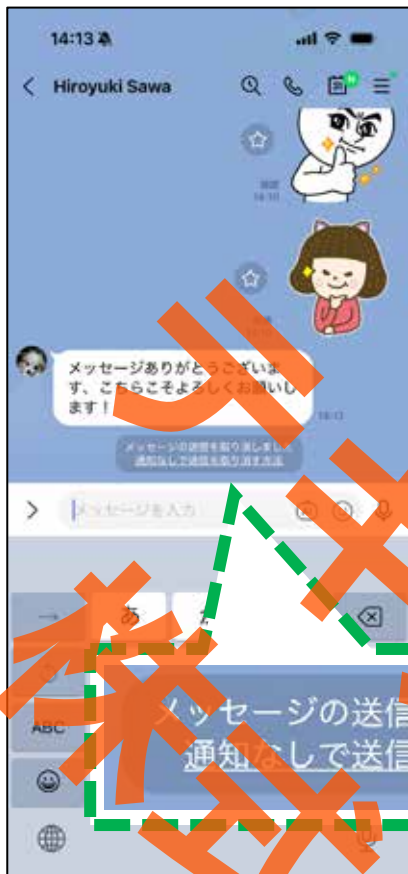 14:13
Hiroyuki Sawa
メッセージありがとうございま
す、こちらこそよろしくお願いし
ます！
14:13
メッセージの送信を取り消しました
通知なしで送信を取り消す方法
メッセージを入力
→
あ
ABC
メッセージの送信
通知なしで送信